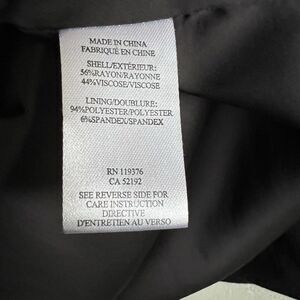 MADE IN CHINA
FABRIQUÉ EN CHINE
SHELL/EXTÉRIEUR:
56%RAYON/RAYONNE
44%VISCOSE/VISCOSE
LINING/DOUBLURE:
94%POLYESTER/POLYESTER
6%SPANDEX/SPANDEX
RN 119376
CA 52192
SEE REVERSE SIDE FOR
CARE INSTRUCTION
DIRECTIVE
D'ENTRETIEN AU VERSO